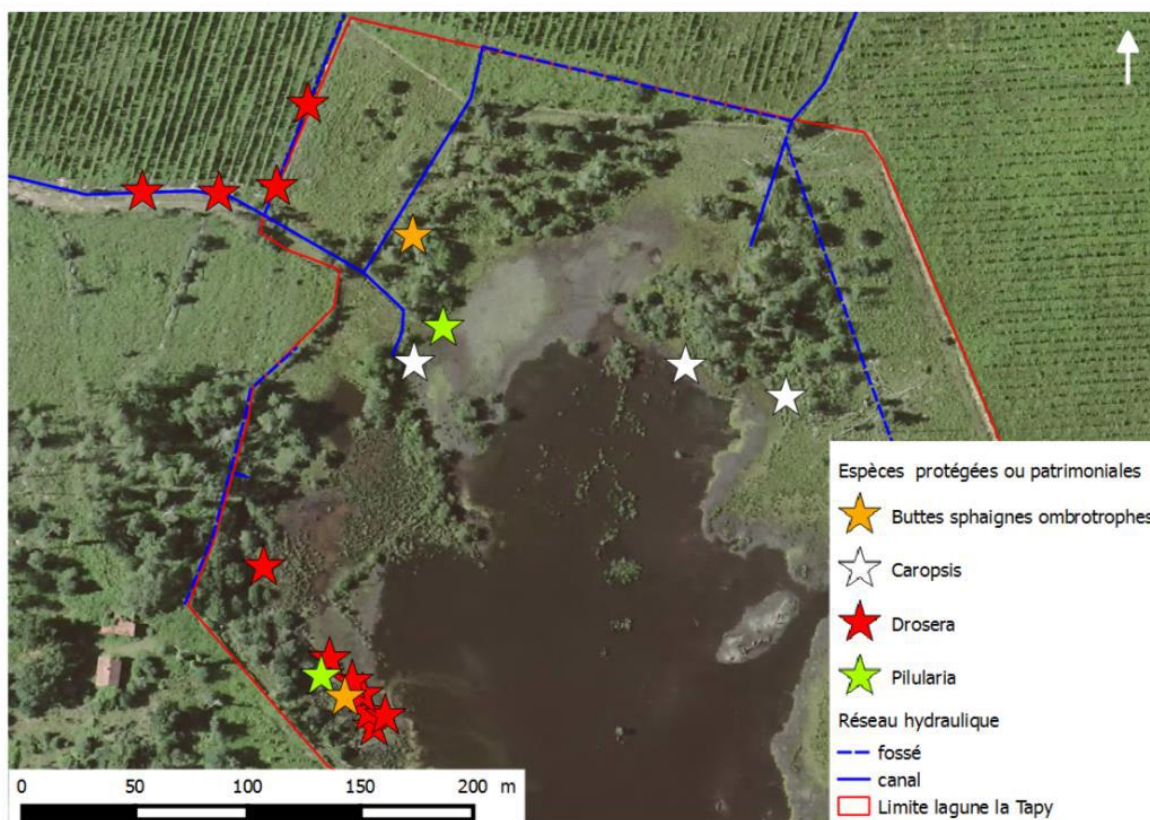 Espèces protégées ou patrimoniales
Buttes sphaignes ombrotrophes
Caropsis
Drosera
Pilularia
Réseau hydraulique
fossé
canal
Limite lagune la Tapy
0 50 100 150 200 m